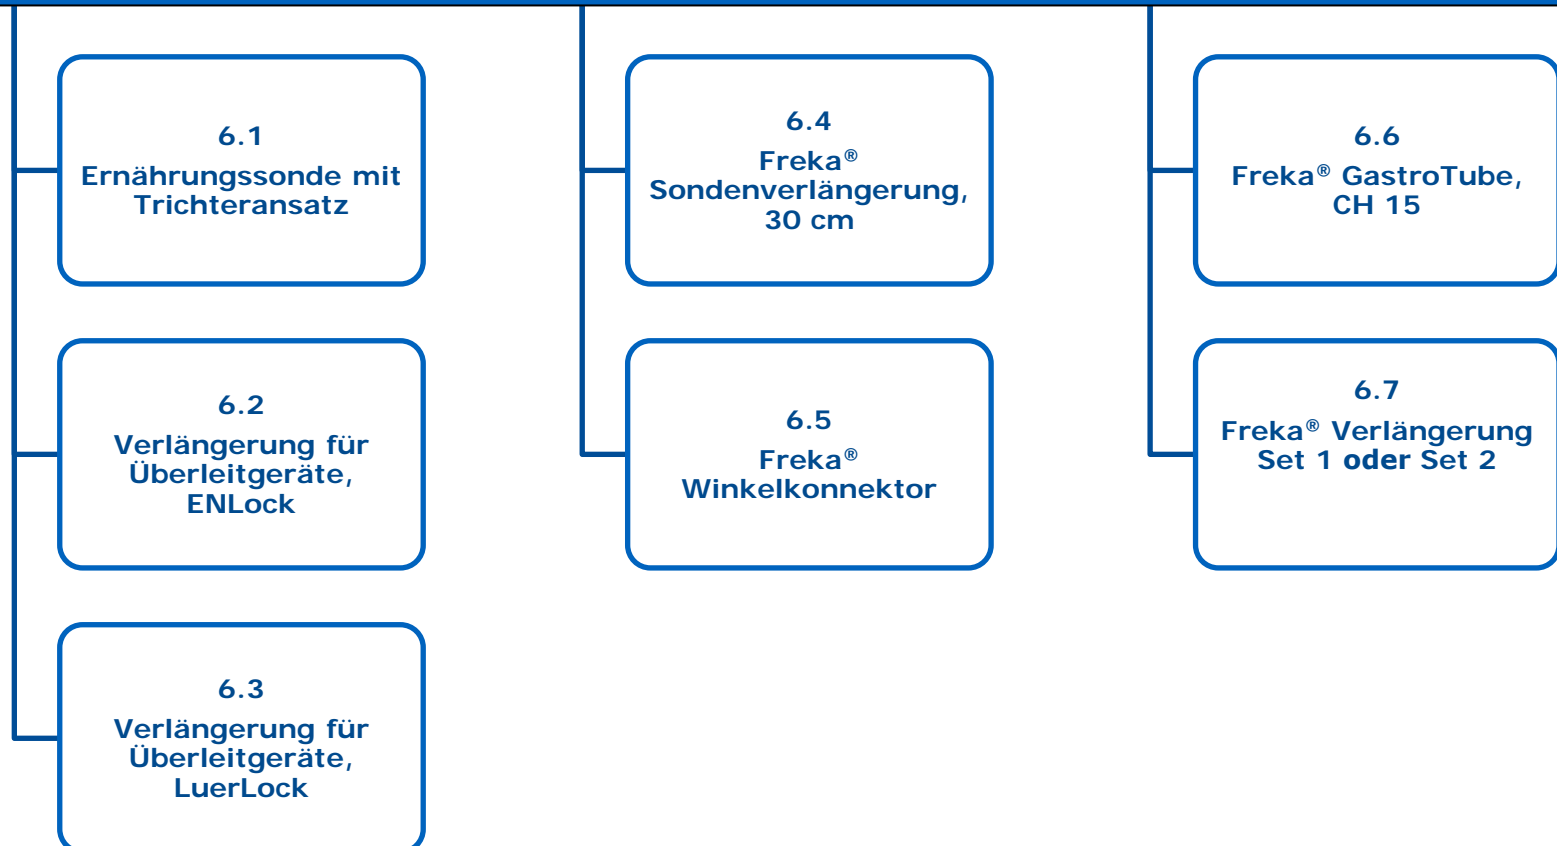 6.1
Ernährungssonde mit
Trichteransatz
6.2
Verlängerung für
Überleitgeräte,
ENLock
6.3
Verlängerung für
Überleitgeräte,
LuerLock
6.4
Freka®
Sondenverlängerung,
30 cm
6.5
Freka®
Winkelkonnektor
6.6
Freka® GastroTube,
CH 15
6.7
Freka® Verlängerung
Set 1 oder Set 2